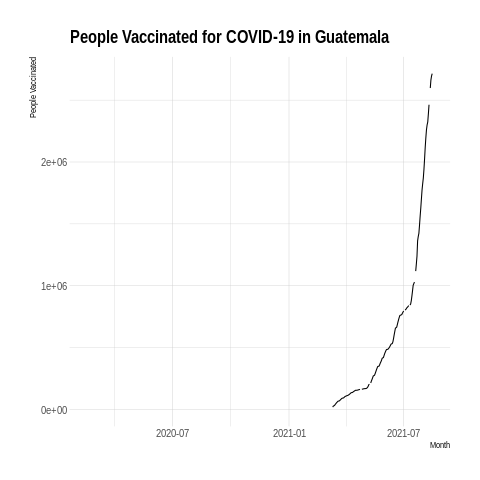 People Vaccinated for COVID-19 in Guatemala
People Vaccinated
2e+06
1e+06
0e+00
2020-07 2021-01 2021-07
Month